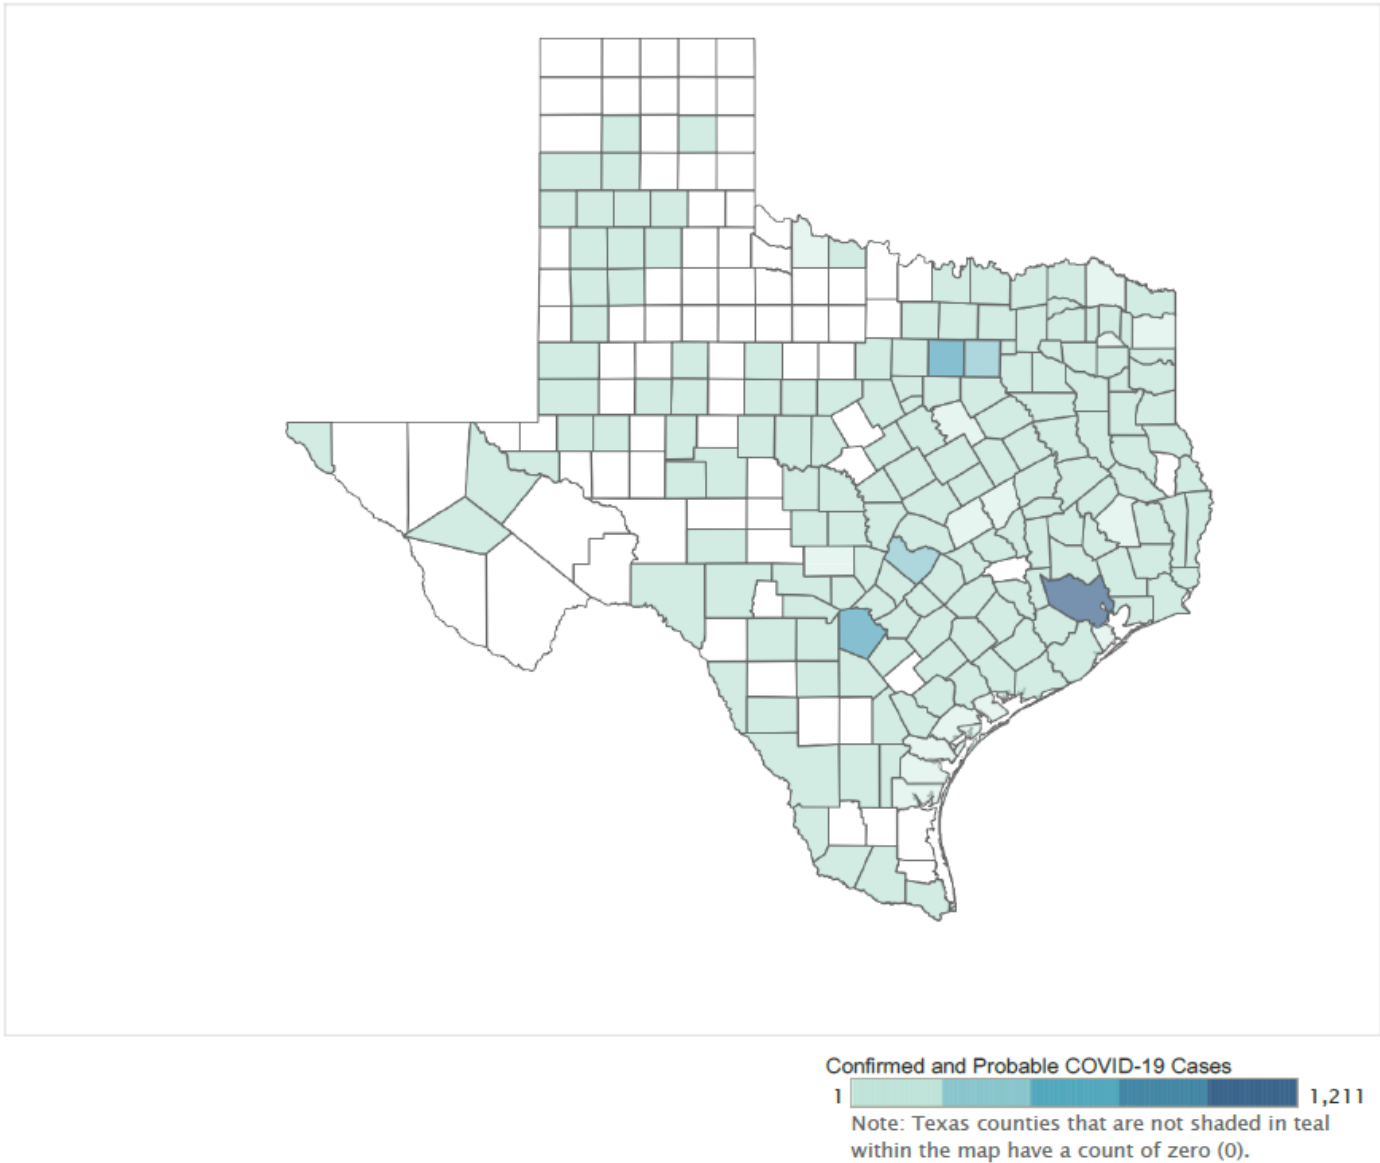 Confirmed and Probable COVID-19 Cases
1 1,211
Note: Texas counties that are not shaded in teal
within the map have a count of zero (0).